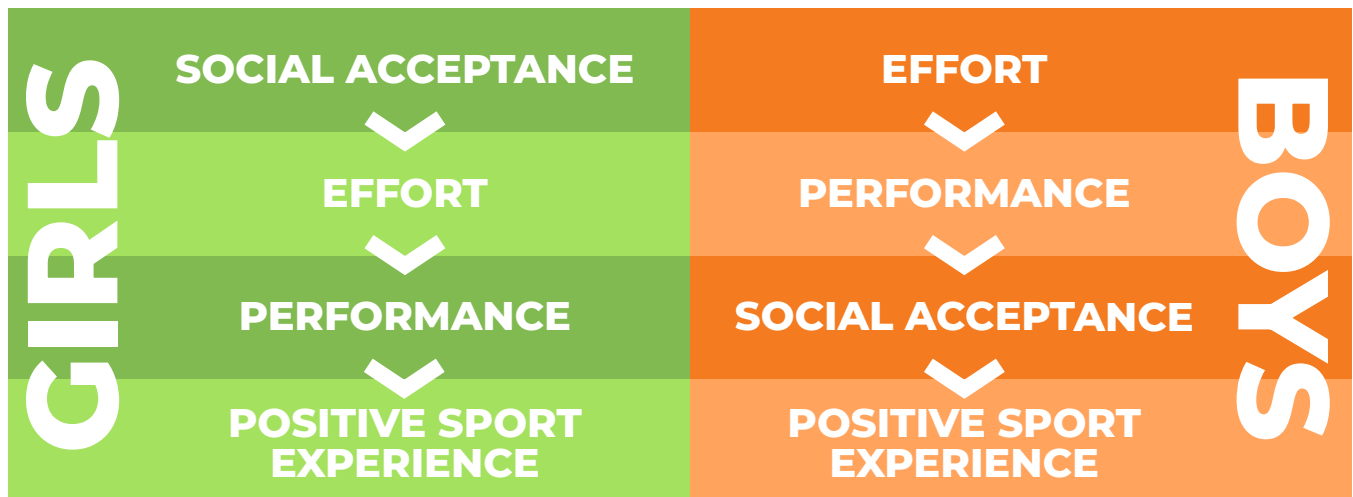 GIRLS
SOCIAL ACCEPTANCE
EFFORT
PERFORMANCE
POSITIVE SPORT
EXPERIENCE
BOYS
EFFORT
PERFORMANCE
SOCIAL ACCEPTANCE
POSITIVE SPORT
EXPERIENCE